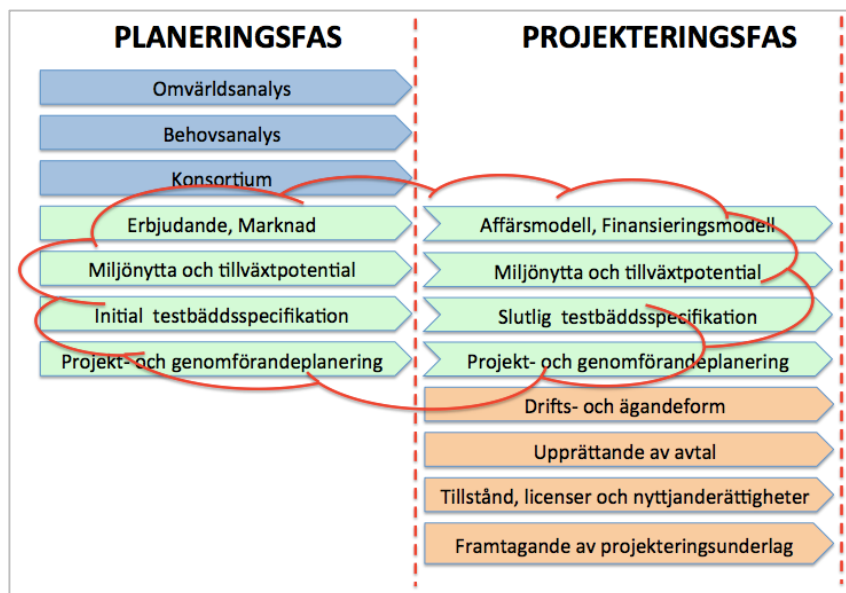 PLANERINGSFAS
Omvärldsanalys
Behovsanalys
Konsortium
Erbjudande, Marknad
Miljönytta och tillväxtpotential
Initial testbäddsspecifikation
Projekt- och genomförandeplanering
PROJEKTERINGSFAS
Affärsmodell, Finansieringsmodell
Miljönytta och tillväxtpotential
Slutlig testbäddsspecifikation
Projekt- och genomförandeplanering
Drifts- och ägandeform
Upprättande av avtal
Tillstånd, licenser och nyttjanderättigheter
Framtagande av projekteringsunderlag